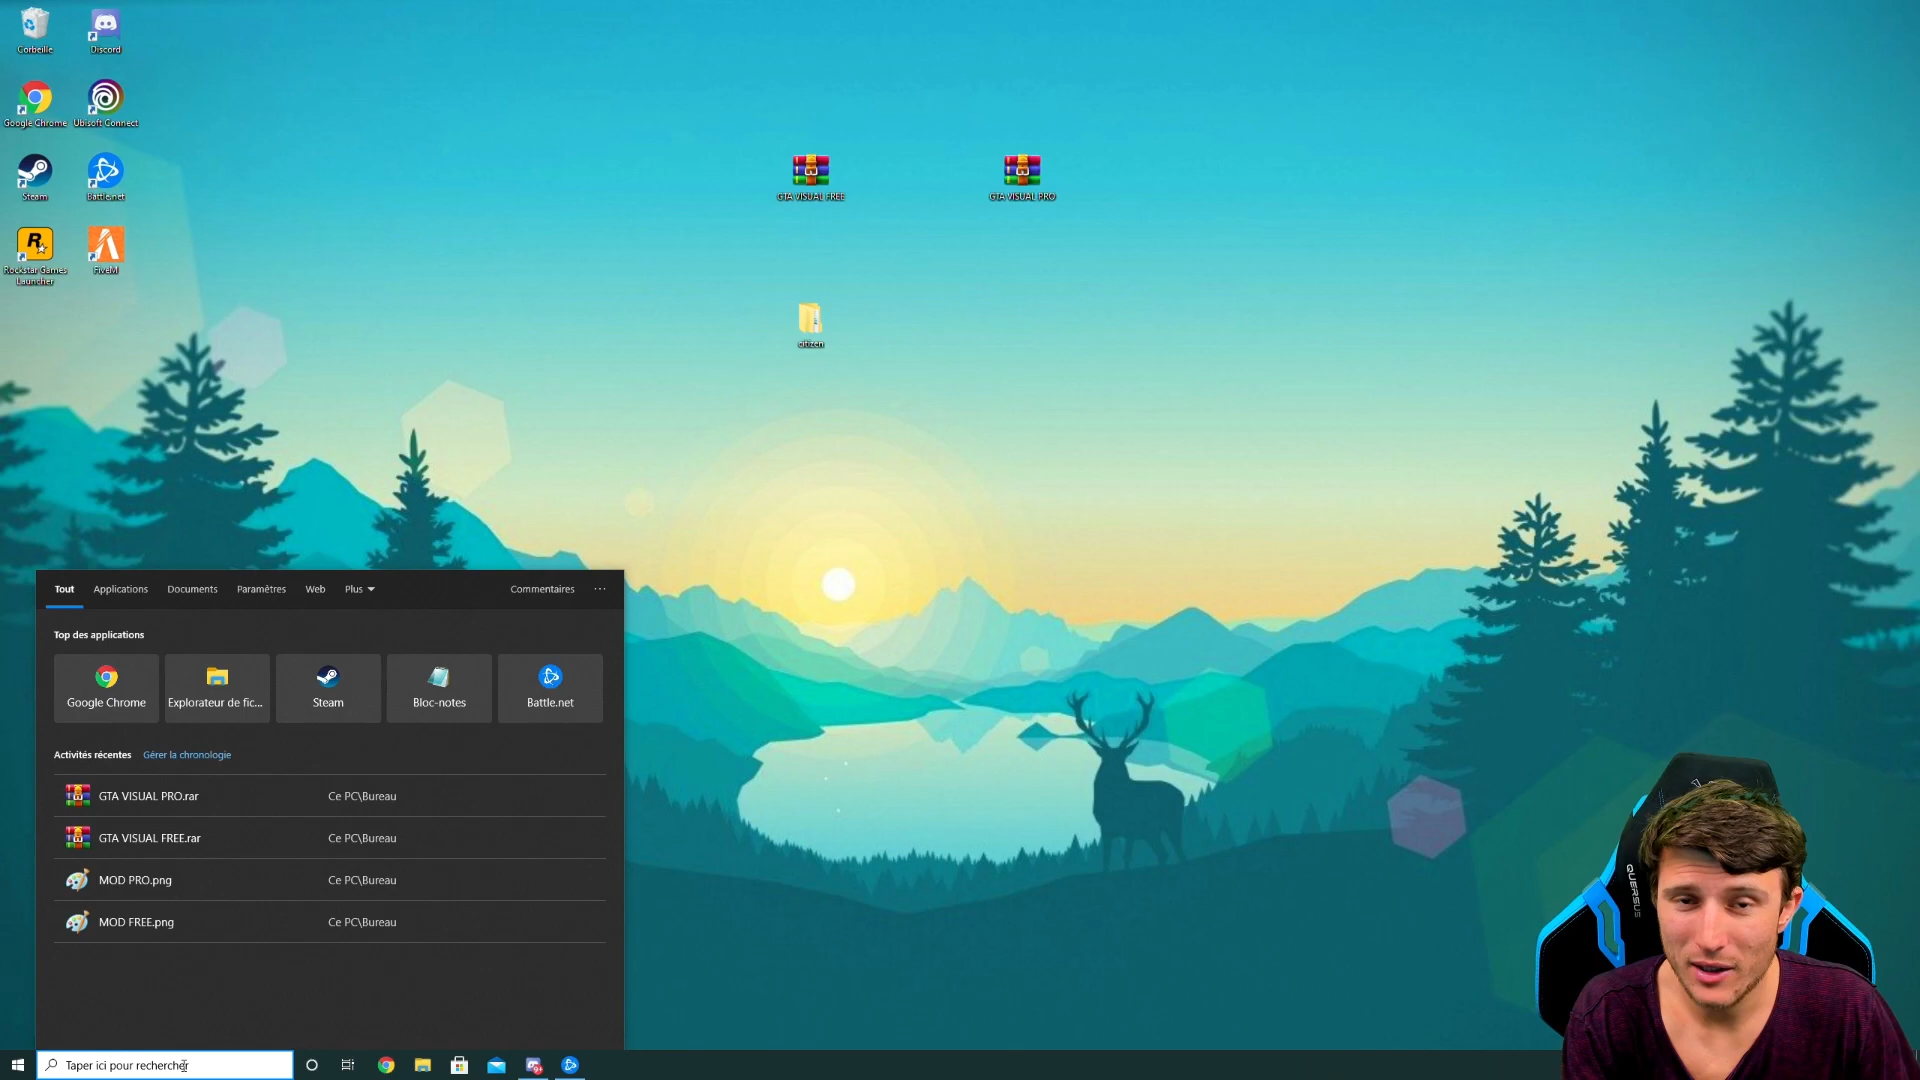 Corbeille
Discord
Google Chrome
Ubisoft Connect
Steam
Battle.net
Rockstar Games
Launcher
FiveM
GTA VISUAL FREE
GTA VISUAL PRO
citizen
Tout Applications Documents Paramètres Web Plus Commentaires ...
Top des applications
Google Chrome
Explorateur de fic...
Steam
Bloc-notes
Battle.net
Activités récentes Gérer la chronologie
GTA VISUAL PRO.rar Ce PC\Bureau
GTA VISUAL FREE.rar Ce PC\Bureau
MOD PRO.png Ce PC\Bureau
MOD FREE.png Ce PC\Bureau
Taper ici pour rechercher
9+
QUERSUS